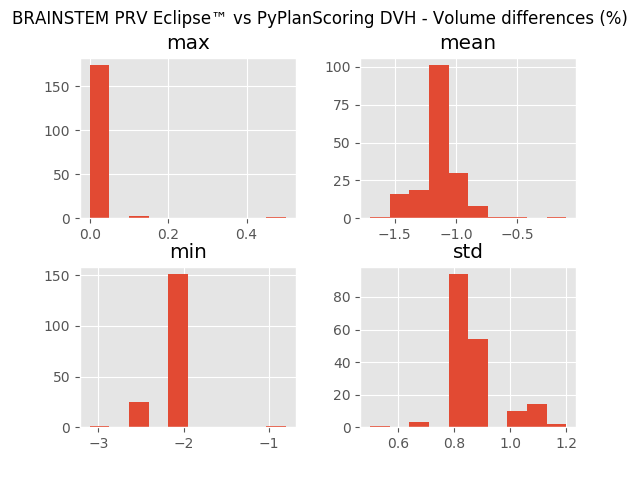 BRAINSTEM PRV Eclipse™ vs PyPlanScoring DVH - Volume differences (%)
max
mean
150
100
50
0
0.0 0.2 0.4
100
75
50
25
0
−1.5 −1.0 −0.5
min
std
150
100
50
0
−3 −2 −1
80
60
40
20
0
0.6 0.8 1.0 1.2